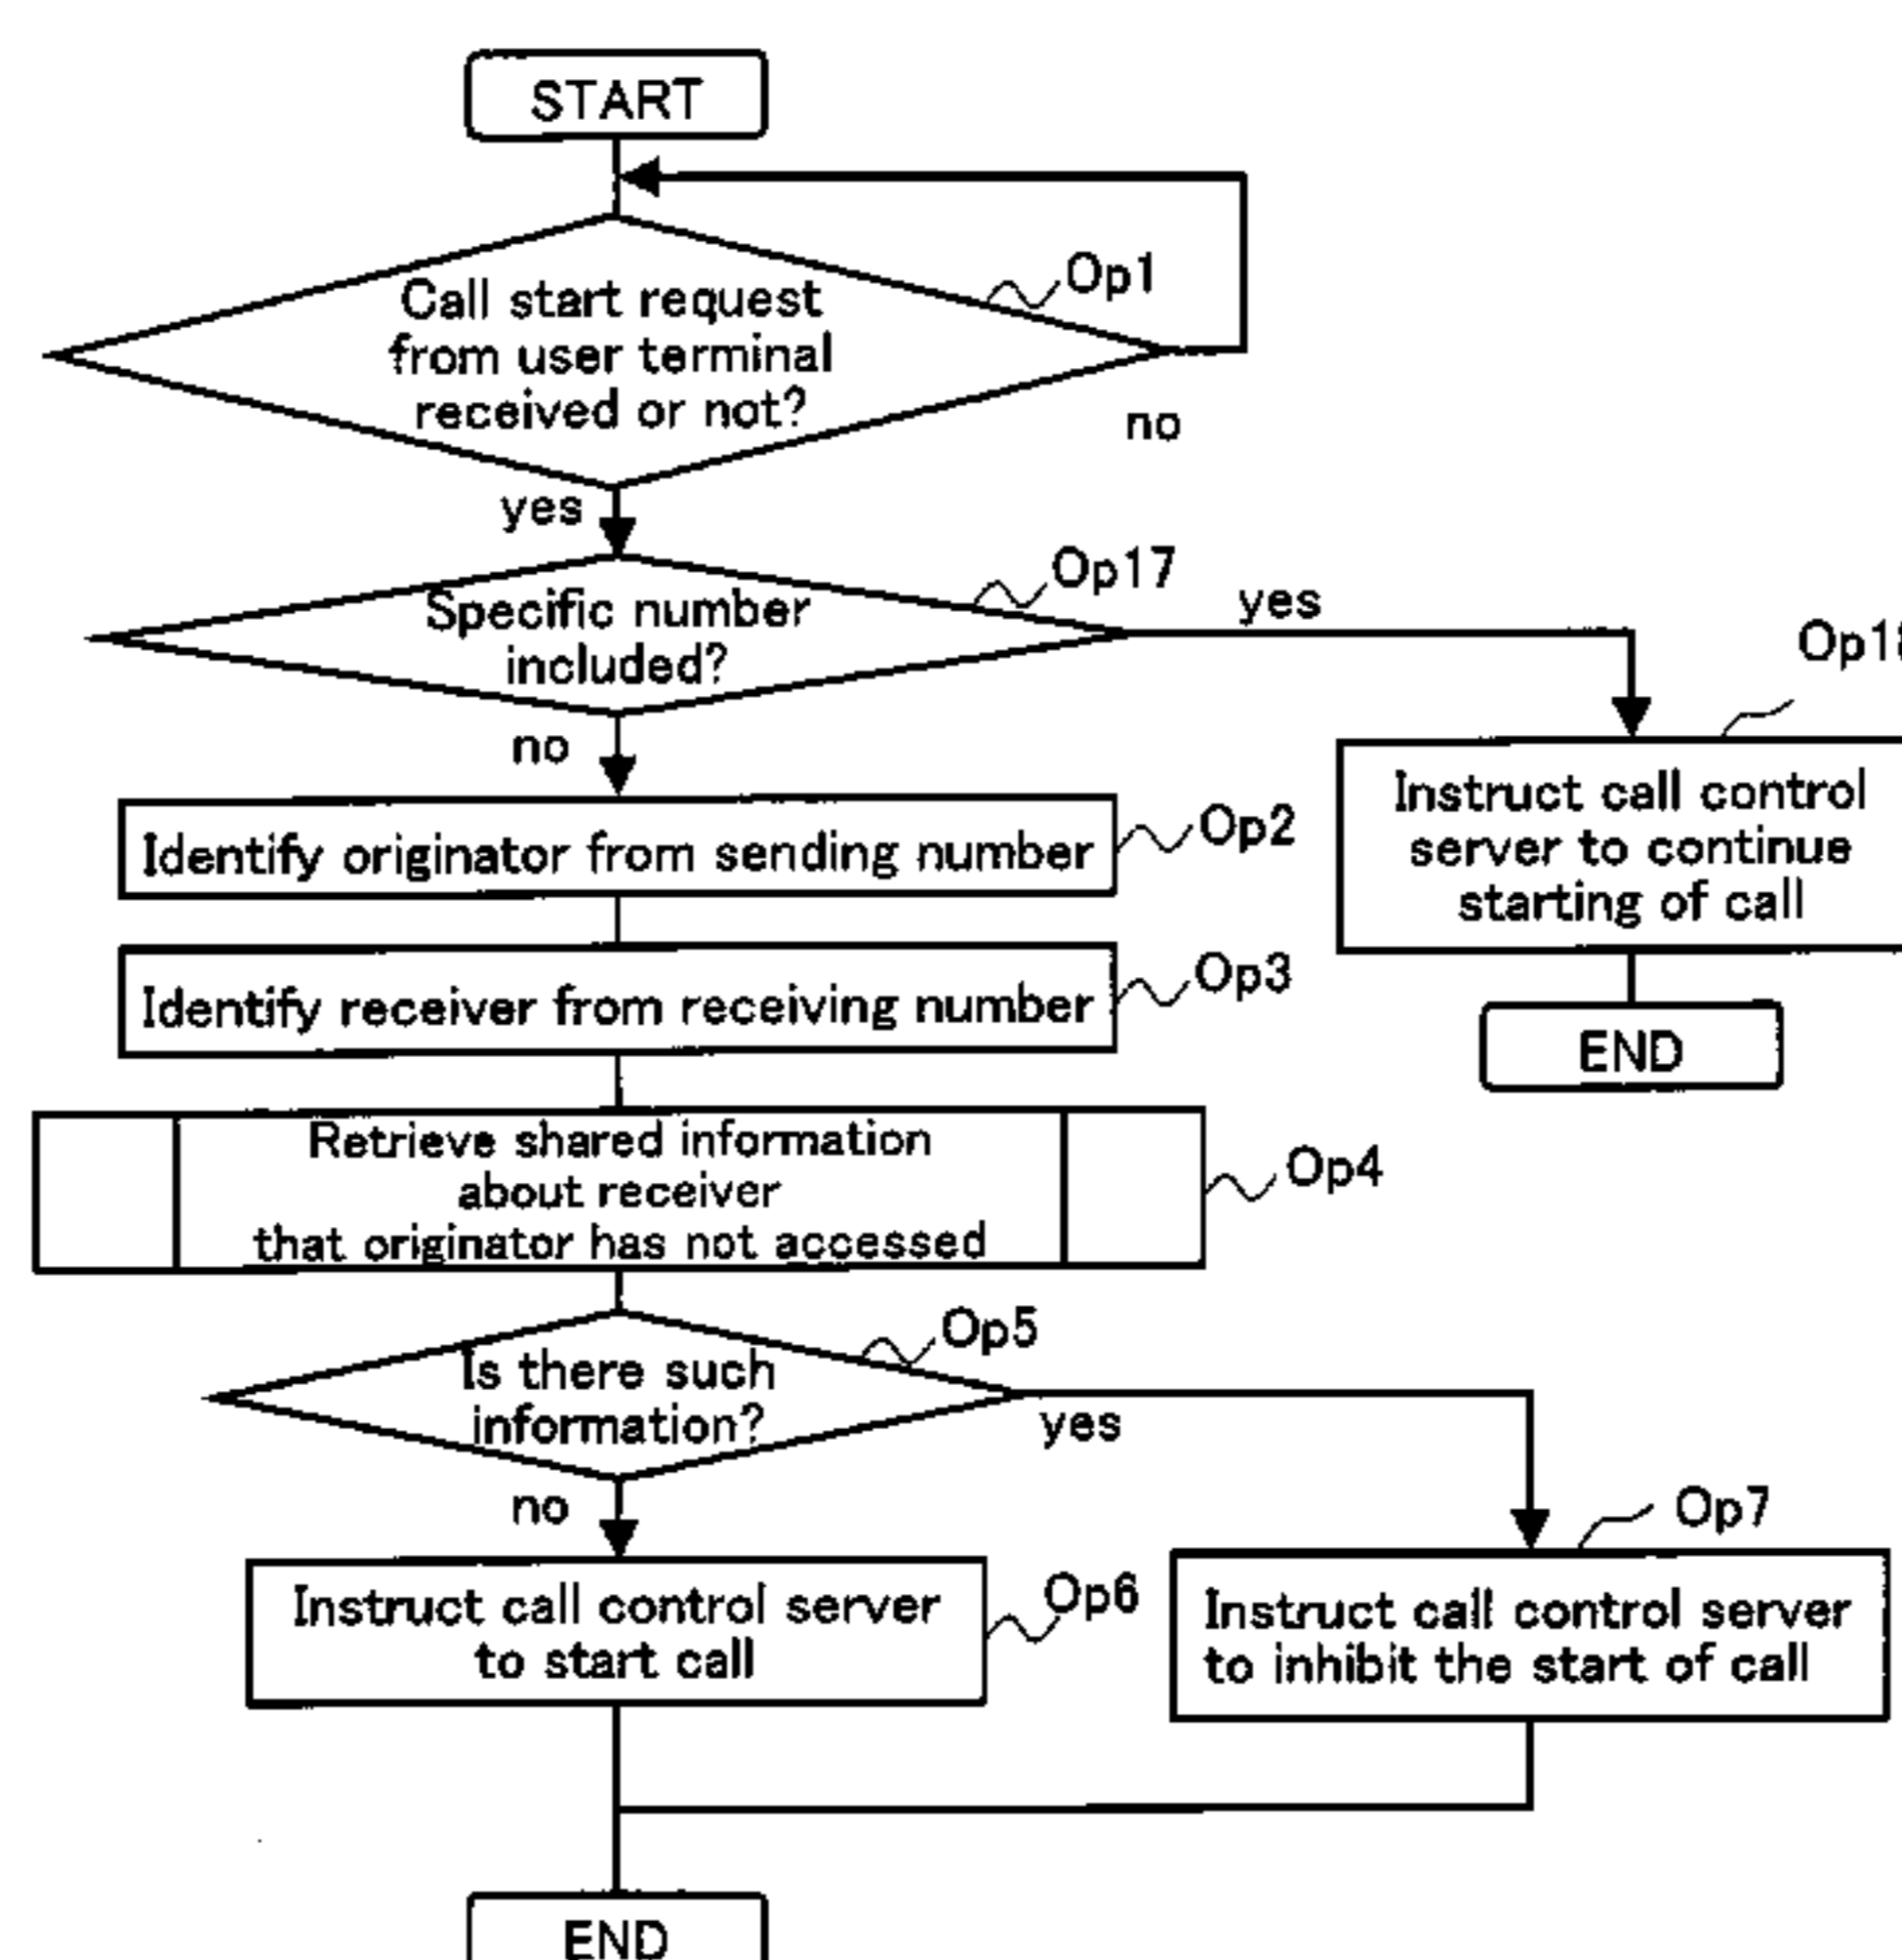 START
Call start request
from user terminal
received or not?
Op1
no
yes
Specific number
included?
Op17
yes
no
Instruct call control
server to continue
starting of call
END
Identify originator from sending number
Op2
Identify receiver from receiving number
Op3
Retrieve shared information
about receiver
that originator has not accessed
Op4
Is there such
information?
Op5
yes
no
Instruct call control server
to start call
Op6
Instruct call control server
to inhibit the start of call
Op7
END